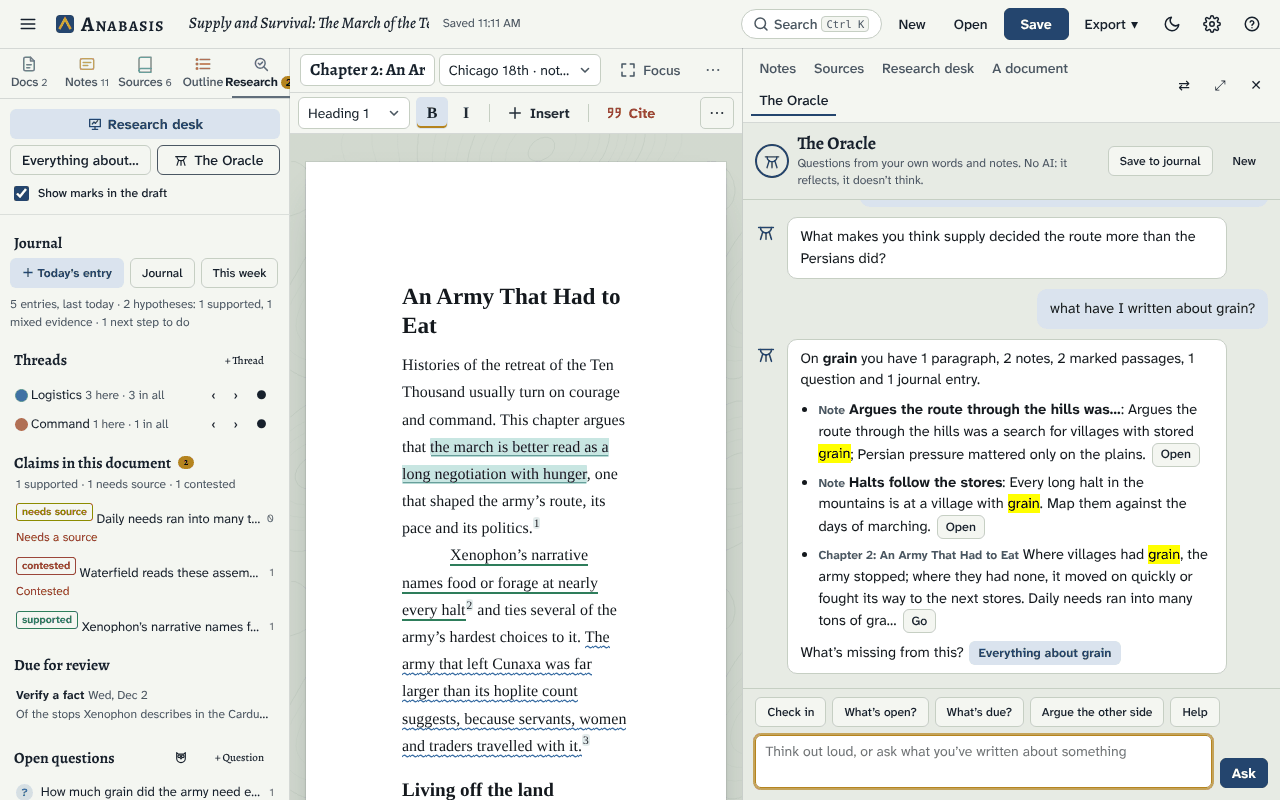 ANABASIS
Supply and Survival: The March of the Te
Saved 11:11 AM
Search Ctrl K
New
Open
Save
Export ▾
Docs 2
Notes 11
Sources 6
Outline
Research 2
Research desk
Everything about...
The Oracle
Show marks in the draft
Journal
+ Today's entry
Journal
This week
5 entries, last today · 2 hypotheses: 1 supported, 1
mixed evidence · 1 next step to do
Threads
+ Thread
Logistics 3 here · 3 in all
‹ ›
Command 1 here · 1 in all
‹ ›
Claims in this document 2
1 supported · 1 needs source · 1 contested
needs source Daily needs ran into many t... 0
Needs a source
contested Waterfield reads these assem... 1
Contested
supported Xenophon's narrative names f... 1
Due for review
Verify a fact Wed, Dec 2
Of the stops Xenophon describes in the Cardu...
Open questions
+ Question
? How much grain did the army need e... 1
Chapter 2: An Ar
Chicago 18th · not...
Focus
...
Heading 1
B
I
+ Insert
Cite
...
An Army That Had to
Eat
Histories of the retreat of the Ten
Thousand usually turn on courage
and command. This chapter argues
that the march is better read as a
long negotiation with hunger, one
that shaped the army's route, its
pace and its politics.1
Xenophon's narrative
names food or forage at nearly
every halt2 and ties several of the
army's hardest choices to it. The
army that left Cunaxa was far
larger than its hoplite count
suggests, because servants, women
and traders travelled with it.3
Living off the land
Notes
Sources
Research desk
A document
The Oracle
The Oracle
Questions from your own words and notes. No AI: it
reflects, it doesn't think.
Save to journal
New
What makes you think supply decided the route more than the
Persians did?
what have I written about grain?
On grain you have 1 paragraph, 2 notes, 2 marked passages, 1
question and 1 journal entry.
• Note Argues the route through the hills was...: Argues the
route through the hills was a search for villages with stored
grain; Persian pressure mattered only on the plains. Open
• Note Halts follow the stores: Every long halt in the
mountains is at a village with grain. Map them against the
days of marching. Open
• Chapter 2: An Army That Had to Eat Where villages had grain, the
army stopped; where they had none, it moved on quickly or
fought its way to the next stores. Daily needs ran into many
tons of gra... Go
What's missing from this? Everything about grain
Check in
What's open?
What's due?
Argue the other side
Help
Think out loud, or ask what you've written about something
Ask